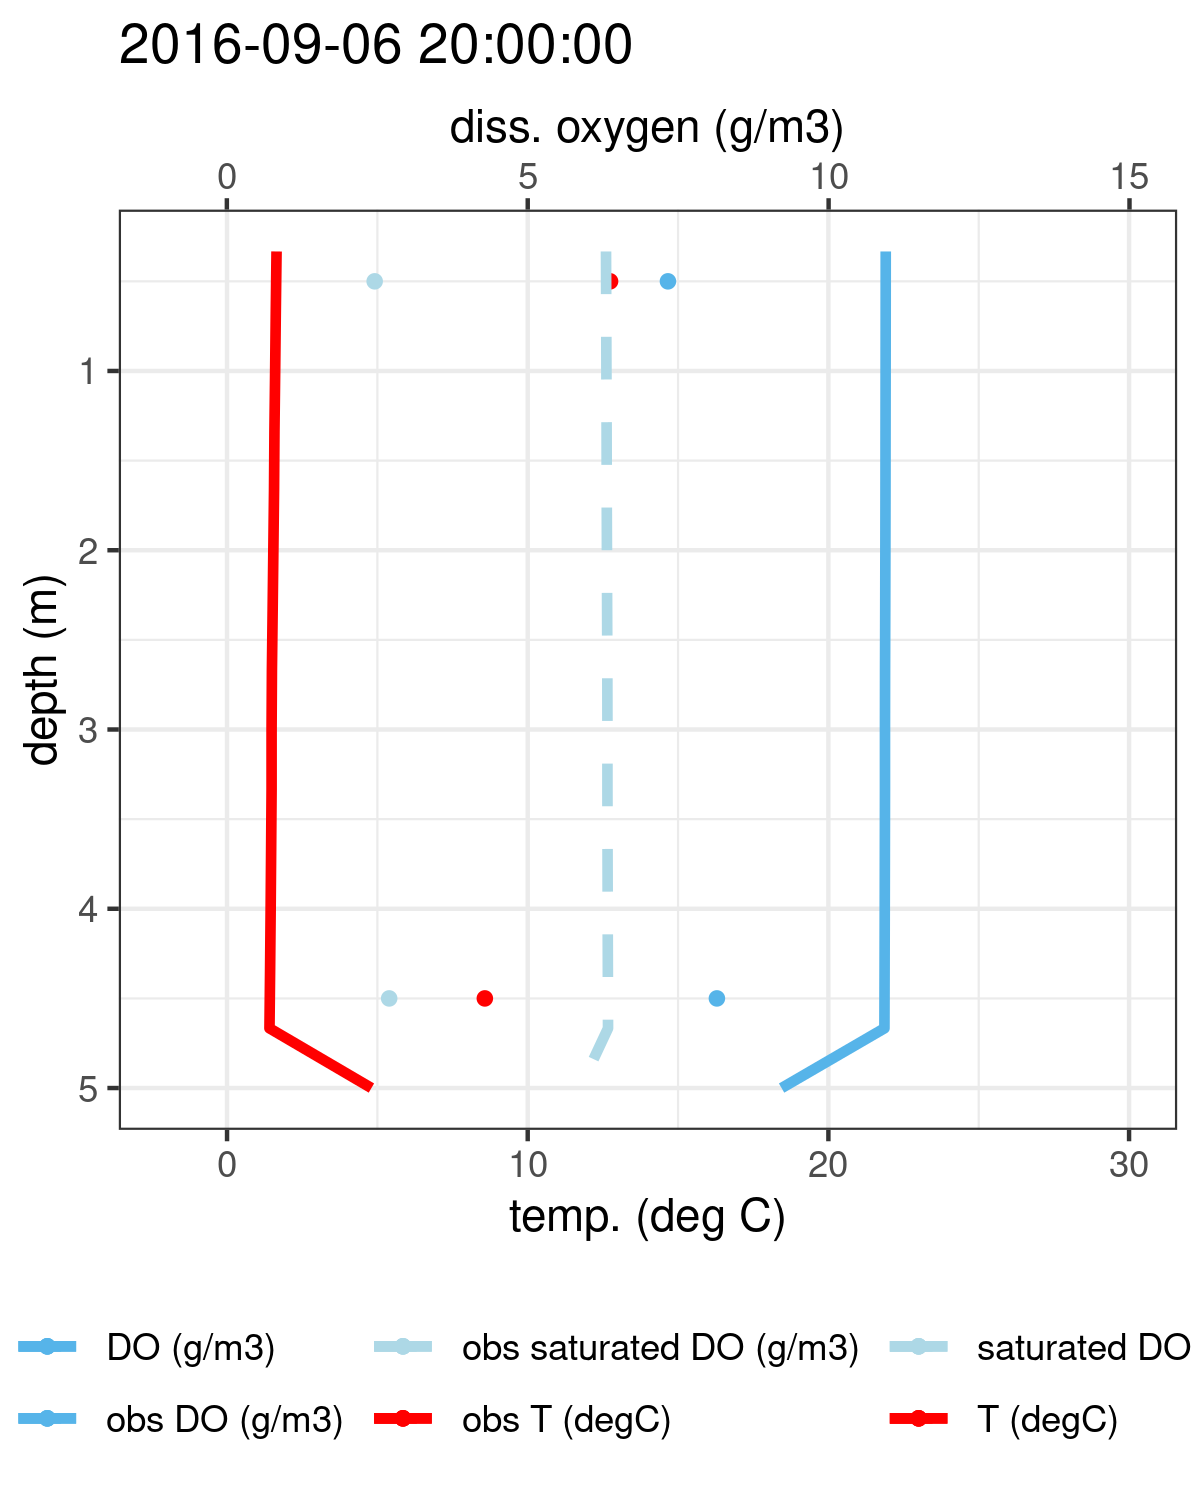 2016-09-06 20:00:00
diss. oxygen (g/m3)
0 5 10 15
depth (m)
1
2
3
4
5
0 10 20 30
temp. (deg C)
DO (g/m3) obs saturated DO (g/m3) saturated DO
obs DO (g/m3) obs T (degC) T (degC)